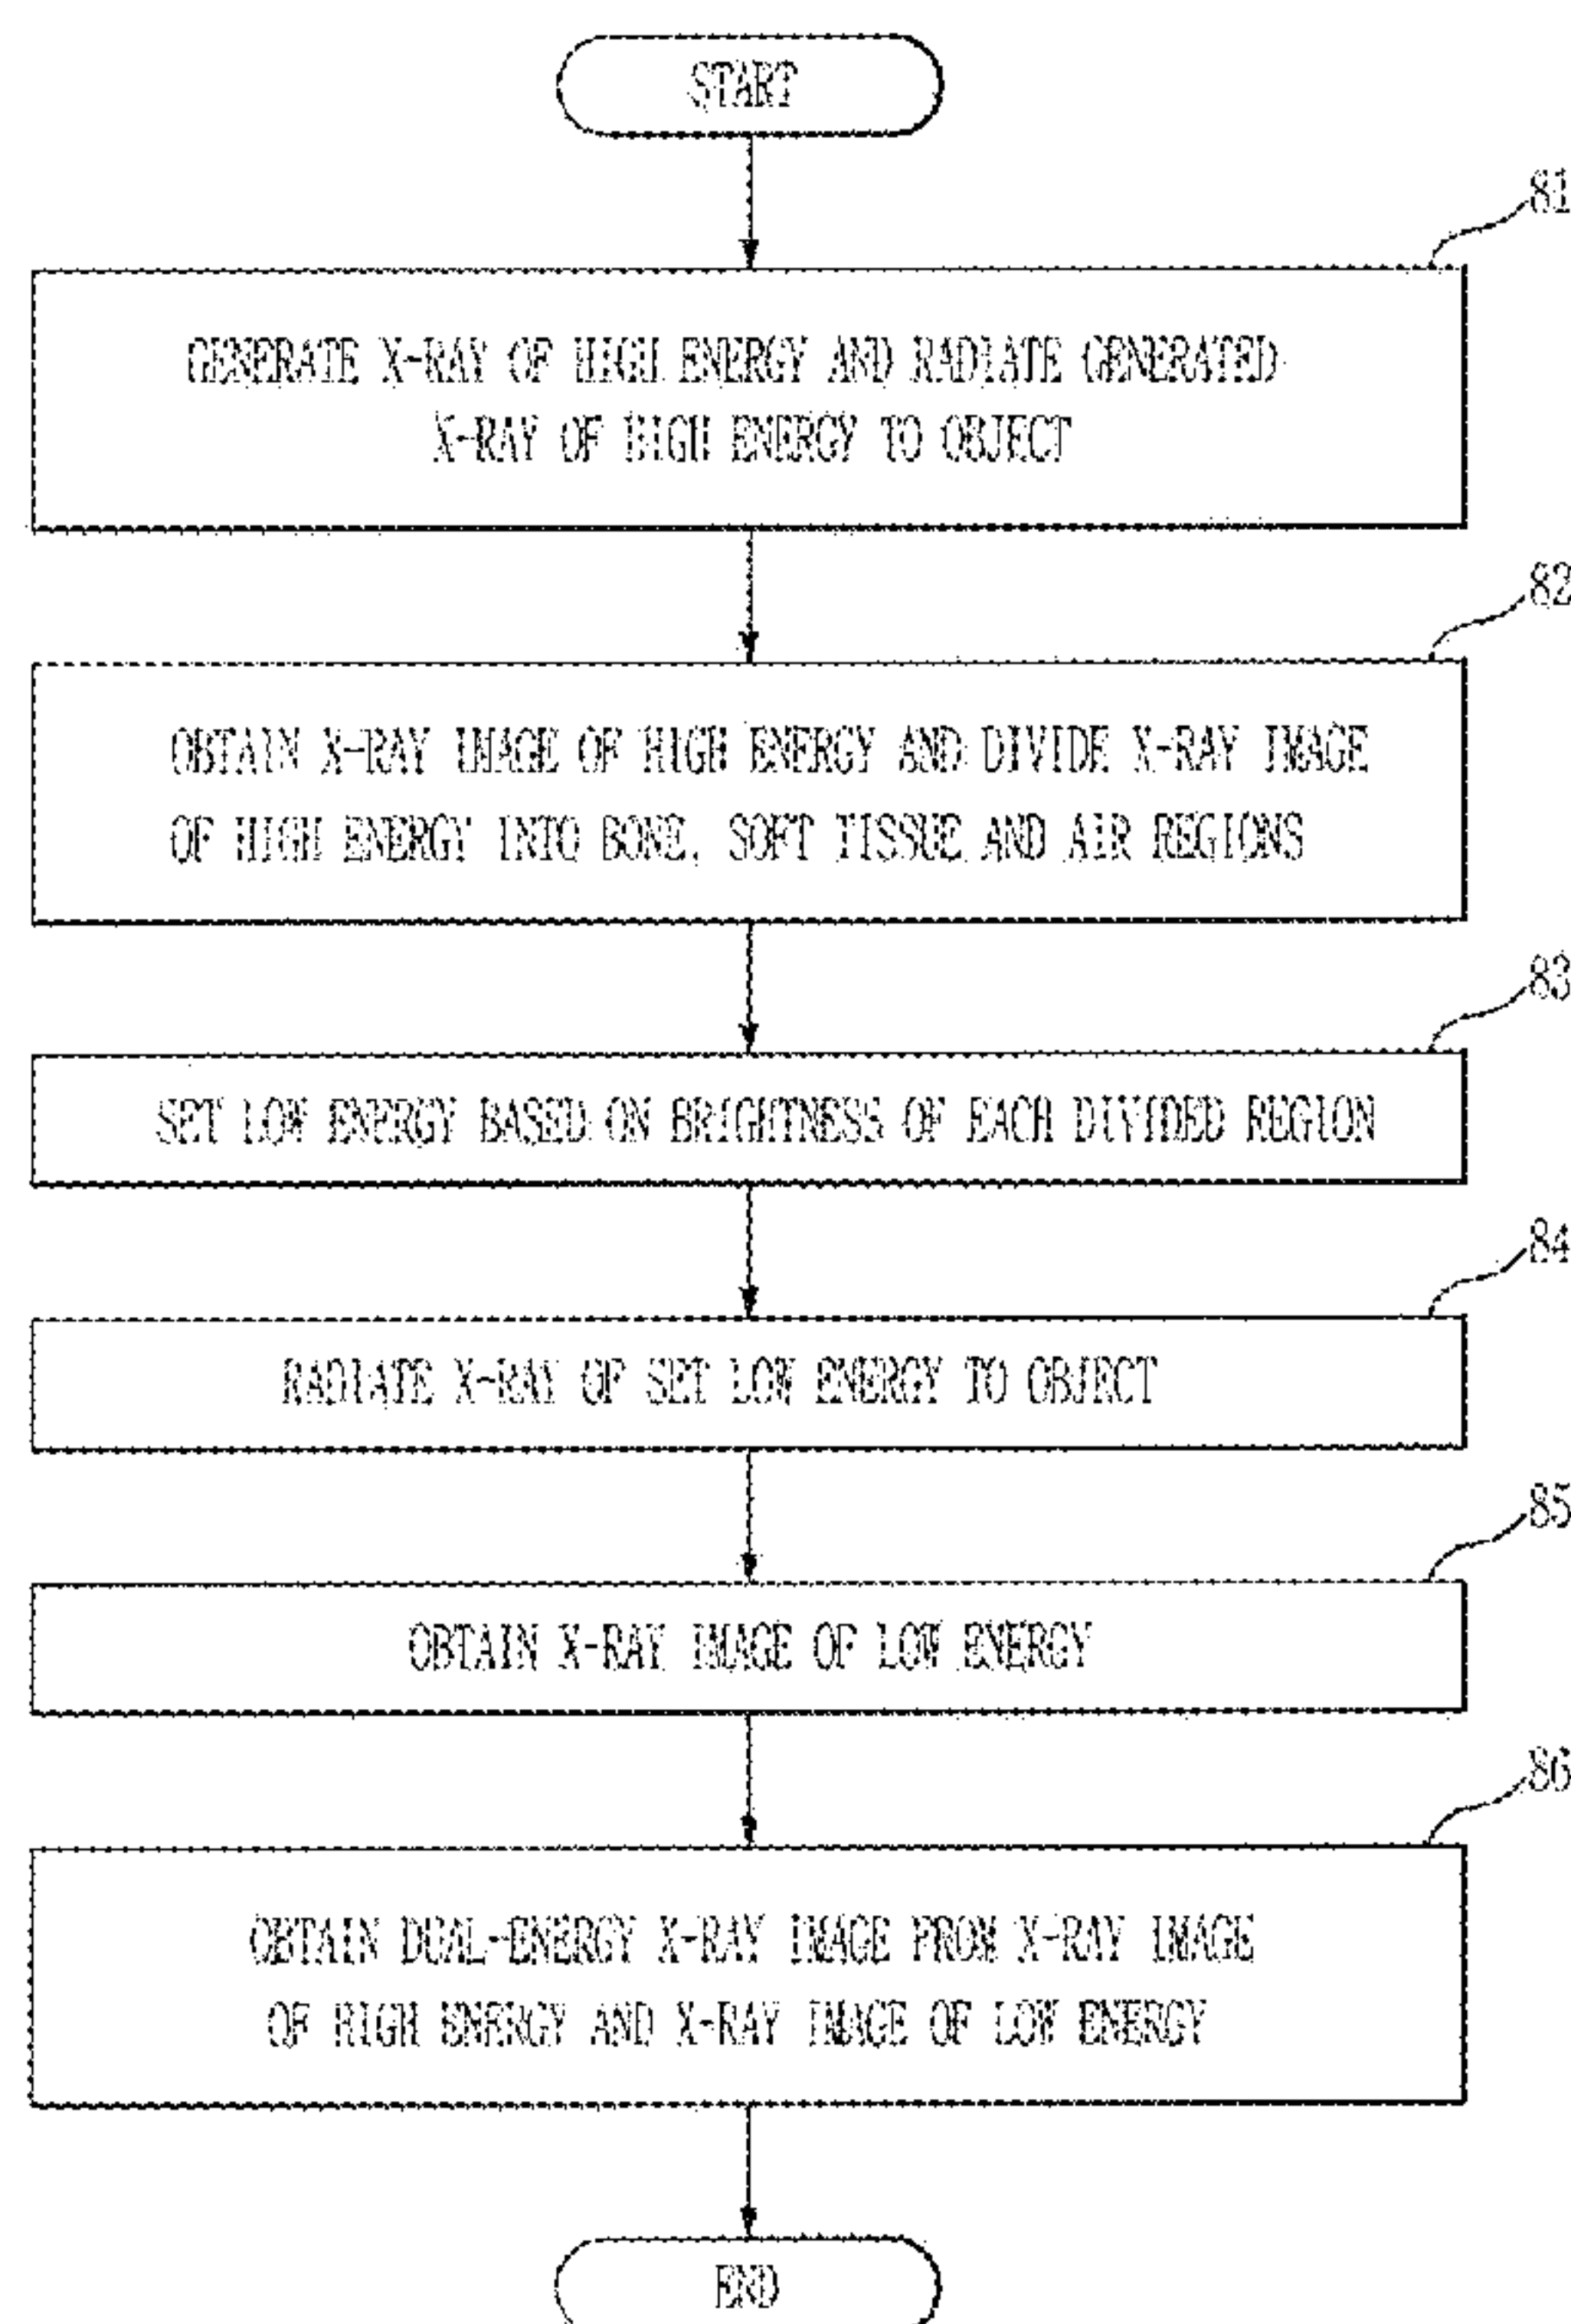 START
81
GENERATE X-RAY OF HIGH ENERGY AND RADIATE GENERATED
X-RAY OF HIGH ENERGY TO OBJECT
82
OBTAIN X-RAY IMAGE OF HIGH ENERGY AND DIVIDE X-RAY IMAGE
OF HIGH ENERGY INTO BONE, SOFT TISSUE AND AIR REGIONS
83
SET LOW ENERGY BASED ON BRIGHTNESS OF EACH DIVIDED REGION
84
RADIATE X-RAY OF SET LOW ENERGY TO OBJECT
85
OBTAIN X-RAY IMAGE OF LOW ENERGY
86
OBTAIN DUAL-ENERGY X-RAY IMAGE FROM X-RAY IMAGE
OF HIGH ENERGY AND X-RAY IMAGE OF LOW ENERGY
END